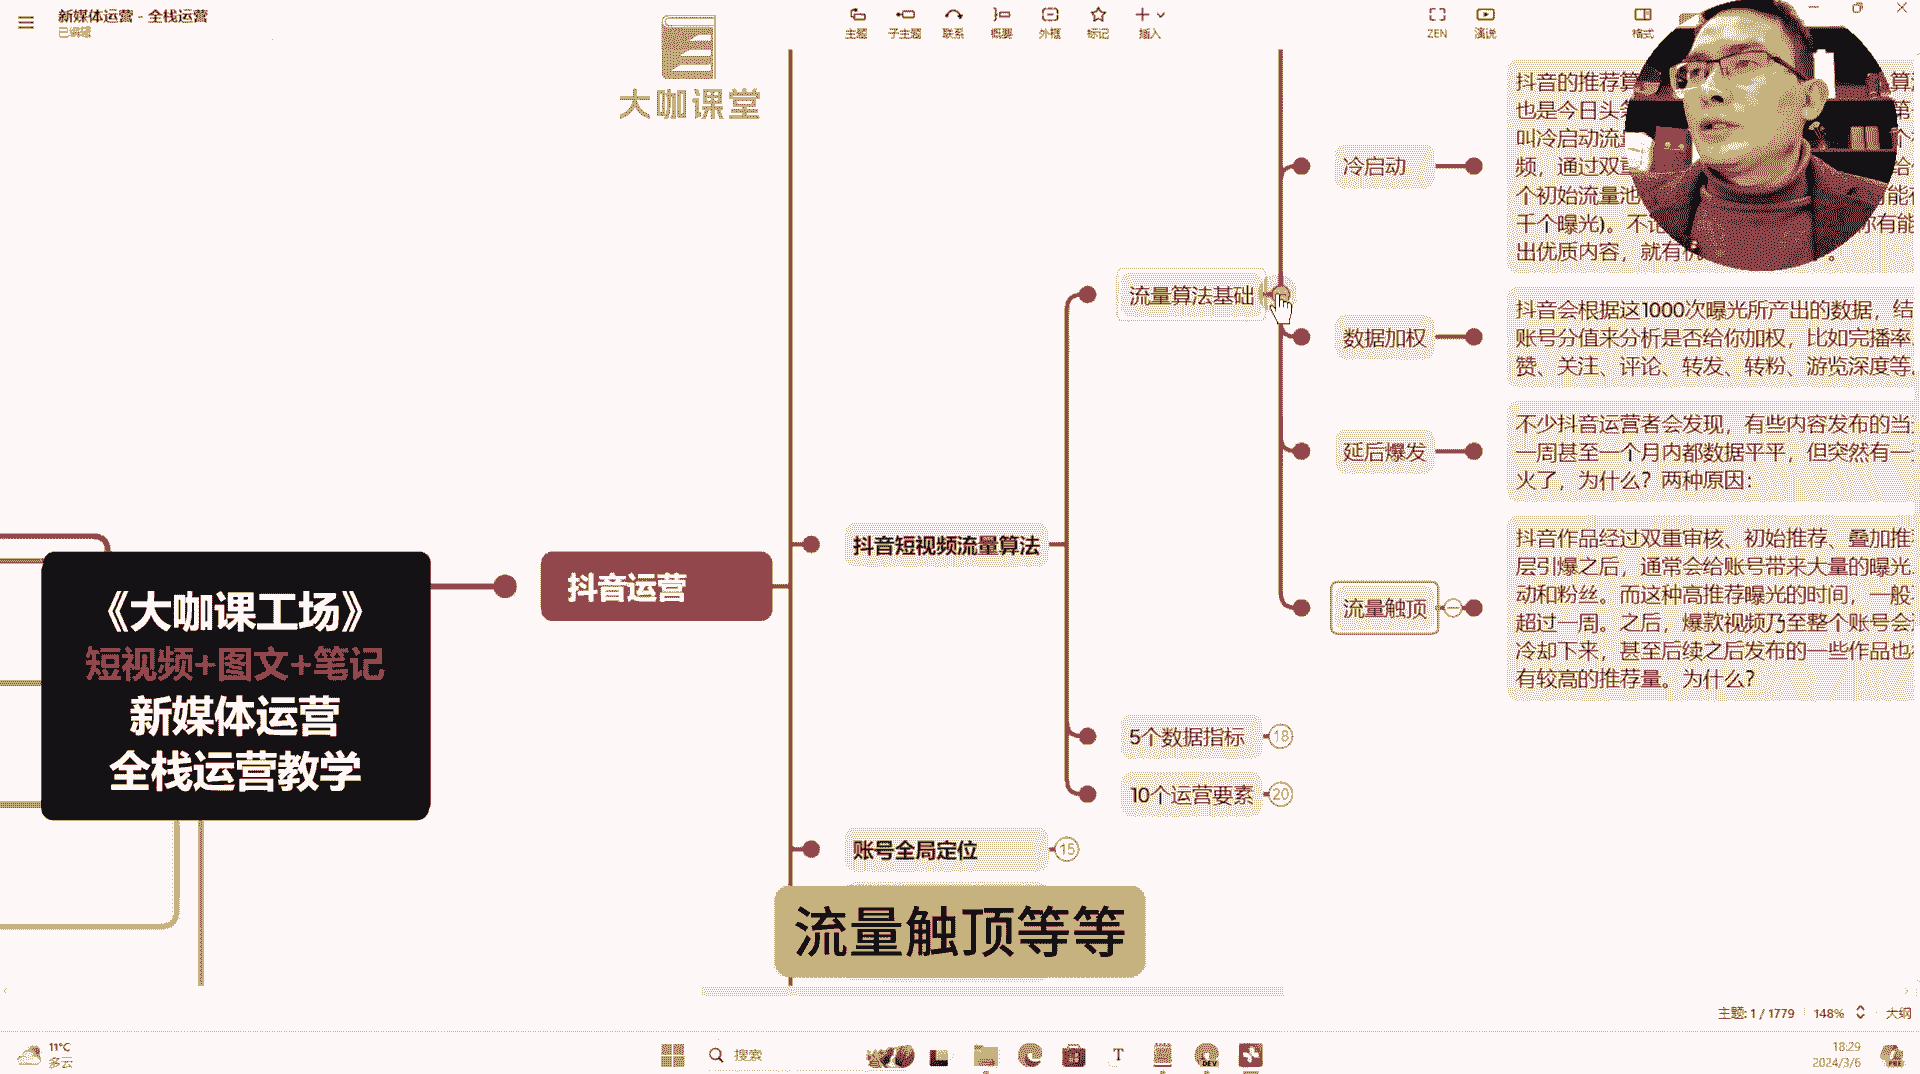 新媒体运营 - 全栈运营
已编辑
主题
子主题
联系
概要
外框
标记
插入
ZEN
演说
格式
大咖课堂
抖音的推荐算
算
也是今日头条
第
叫冷启动流量
个
频，通过双重
给
个初始流量池
能
千个曝光)。不论
你有能
出优质内容，就有机
。
冷启动
流量算法基础
抖音会根据这1000次曝光所产出的数据，结
账号分值来分析是否给你加权，比如完播率
赞、关注、评论、转发、转粉、游览深度等
数据加权
不少抖音运营者会发现，有些内容发布的当
一周甚至一个月内都数据平平，但突然有一
火了，为什么？两种原因：
延后爆发
抖音作品经过双重审核、初始推荐、叠加推
层引爆之后，通常会给账号带来大量的曝光
动和粉丝。而这种高推荐曝光的时间，一般
超过一周。之后，爆款视频乃至整个账号会
冷却下来，甚至后续之后发布的一些作品也
有较高的推荐量。为什么？
流量触顶
抖音短视频流量算法
抖音运营
《大咖课工场》
短视频+图文+笔记
新媒体运营
全栈运营教学
5个数据指标
18
10个运营要素
20
账号全局定位
15
流量触顶等等
主题: 1 / 1779
148%
大纲
11°C
多云
搜索
18:29
2024/3/6